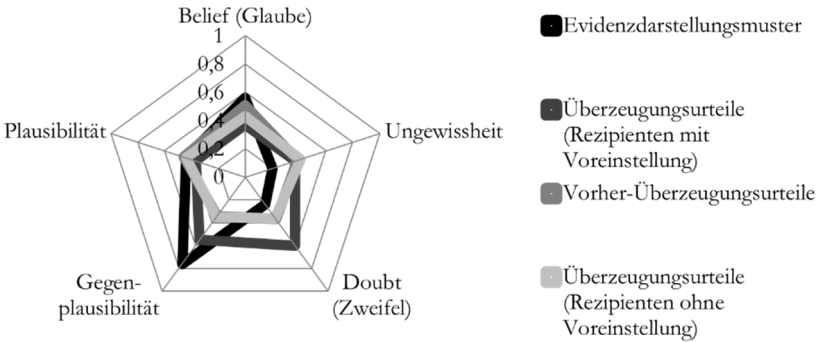 Belief (Glaube)
1
0,8
0,6
0,4
0,2
0
Plausibilität
Ungewissheit
Gegen-
plausibilität
Doubt
(Zweifel)
Evidenzdarstellungsmuster
Überzeugungsurteile
(Rezipienten mit
Voreinstellung)
Vorher-Überzeugungsurteile
Überzeugungsurteile
(Rezipienten ohne
Voreinstellung)